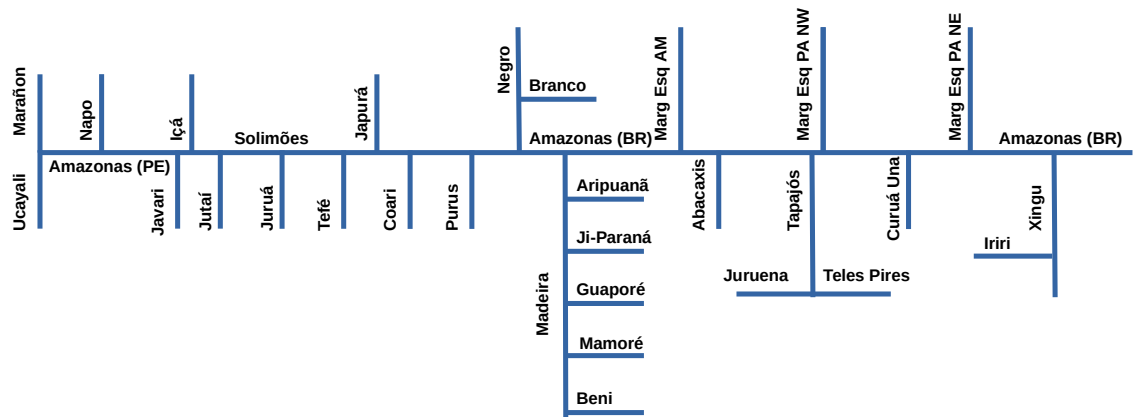 Marañon
Napo
Içá
Solimões
Japurá
Negro
Branco
Amazonas (BR)
Marg Esq AM
Marg Esq PA NW
Marg Esq PA NE
Amazonas (BR)
Amazonas (PE)
Ucayali
Javari
Jutaí
Juruá
Tefé
Coari
Purus
Madeira
Aripuanã
Ji-Paraná
Guaporé
Mamoré
Beni
Abacaxis
Tapajós
Juruena
Teles Pires
Curuá Una
Iriri
Xingu